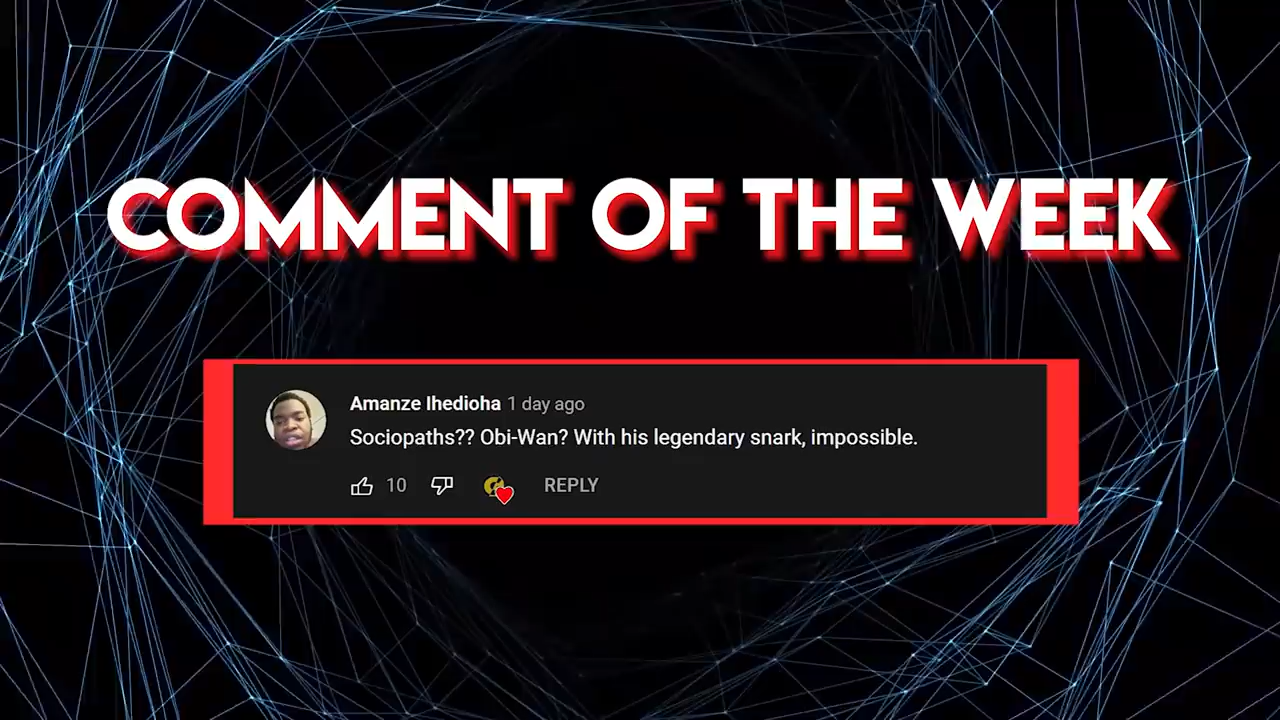 COMMENT OF THE WEEK
Amanze Ihedioha 1 day ago
Sociopaths?? Obi-Wan? With his legendary snark, impossible.
10 REPLY